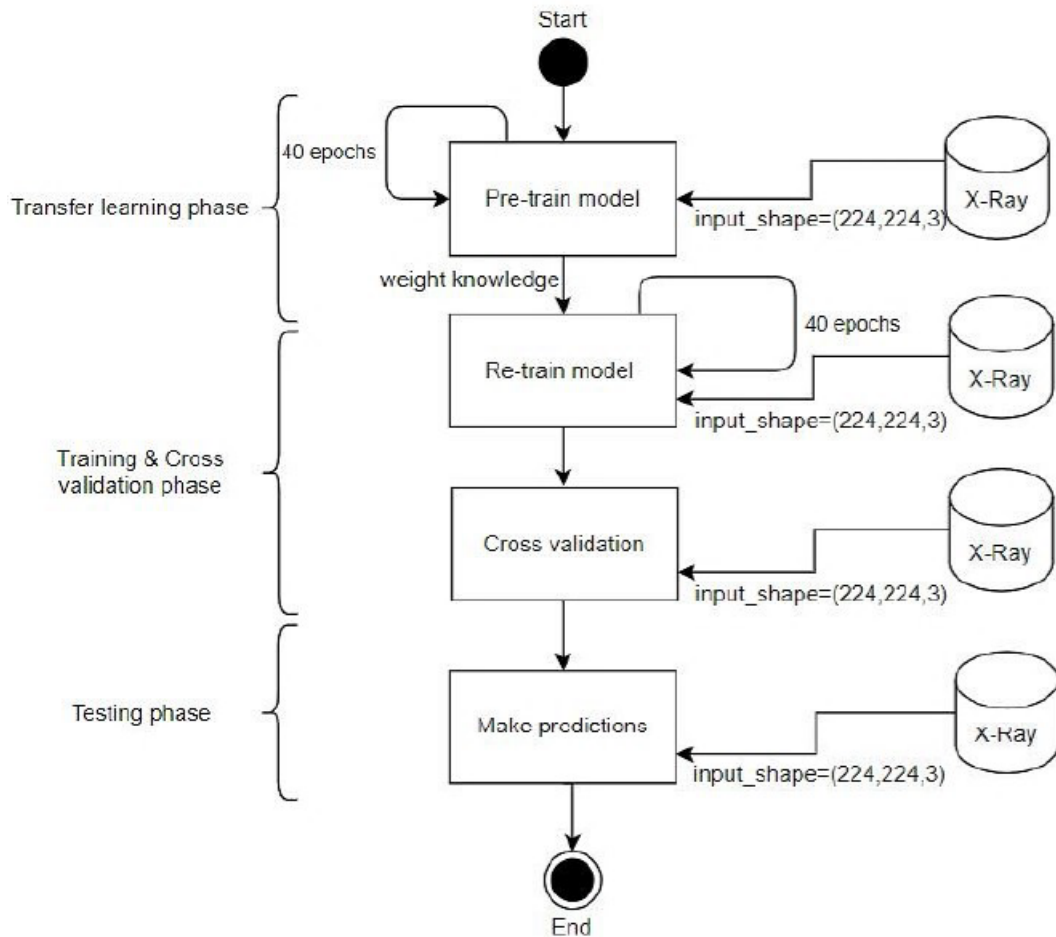 Start
40 epochs
Transfer learning phase
Pre-train model
input_shape=(224,224,3)
X-Ray
weight knowledge
40 epochs
Re-train model
input_shape=(224,224,3)
X-Ray
Training & Cross
validation phase
Cross validation
input_shape=(224,224,3)
X-Ray
Testing phase
Make predictions
input_shape=(224,224,3)
X-Ray
End